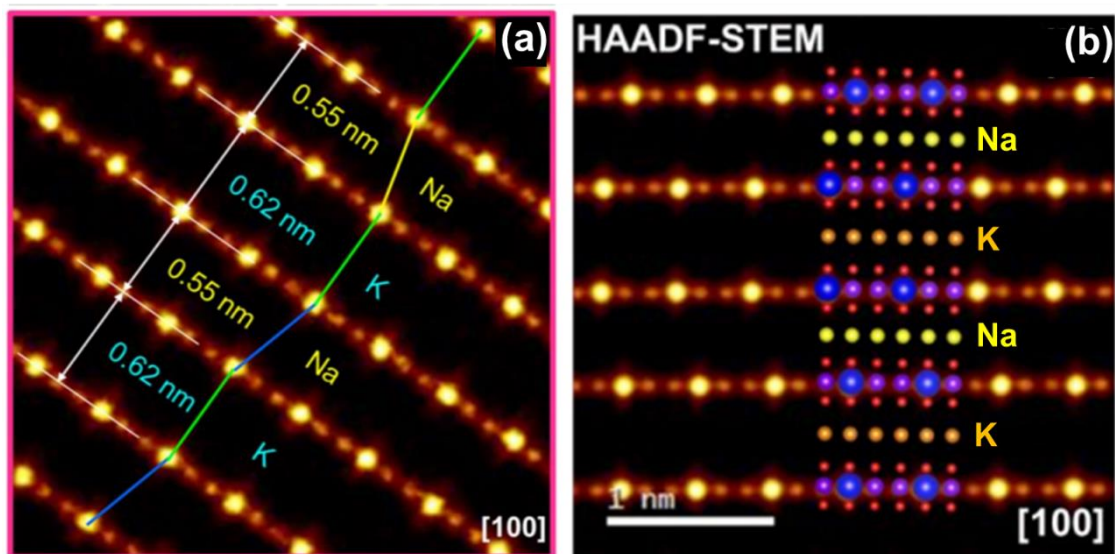 (a)
0.55 nm
Na
0.62 nm
K
0.55 nm
Na
0.62 nm
K
[100]
HAADF-STEM
(b)
Na
K
Na
K
1 nm
[100]